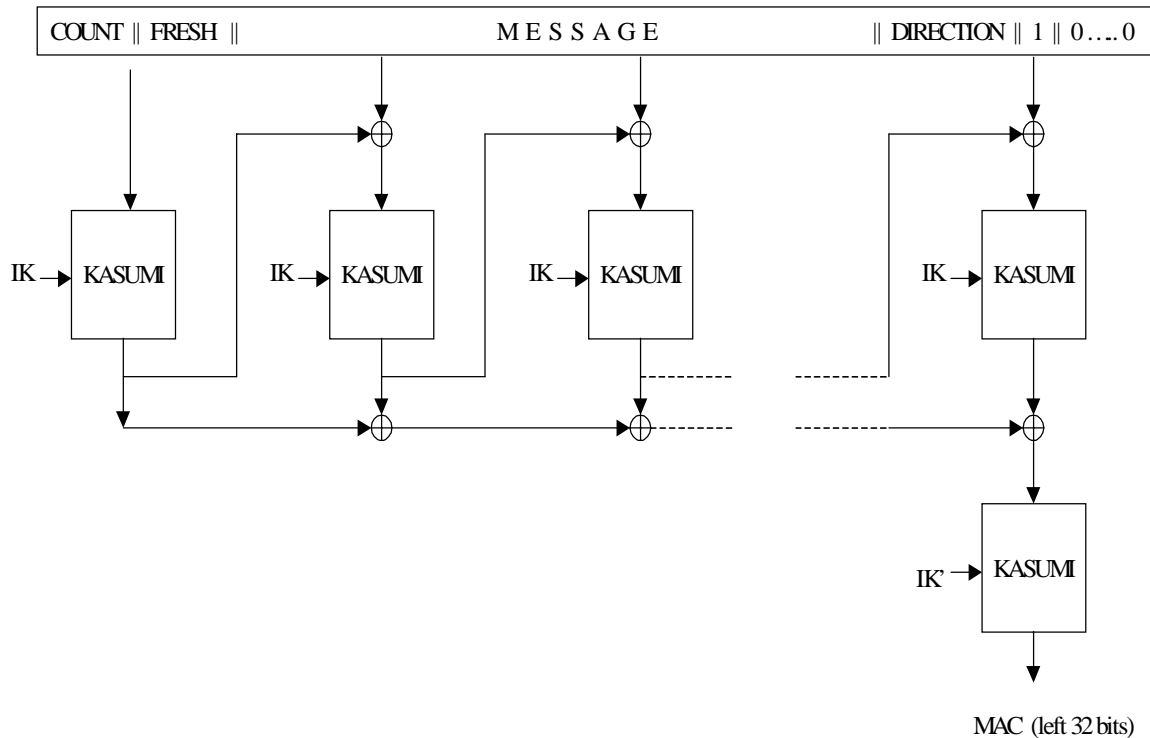 COUNT || FRESH || MESSAGE || DIRECTION || 1 || 0…..0
IK KASUMI IK KASUMI IK KASUMI IK KASUMI
IK' KASUMI
MAC (left 32 bits)